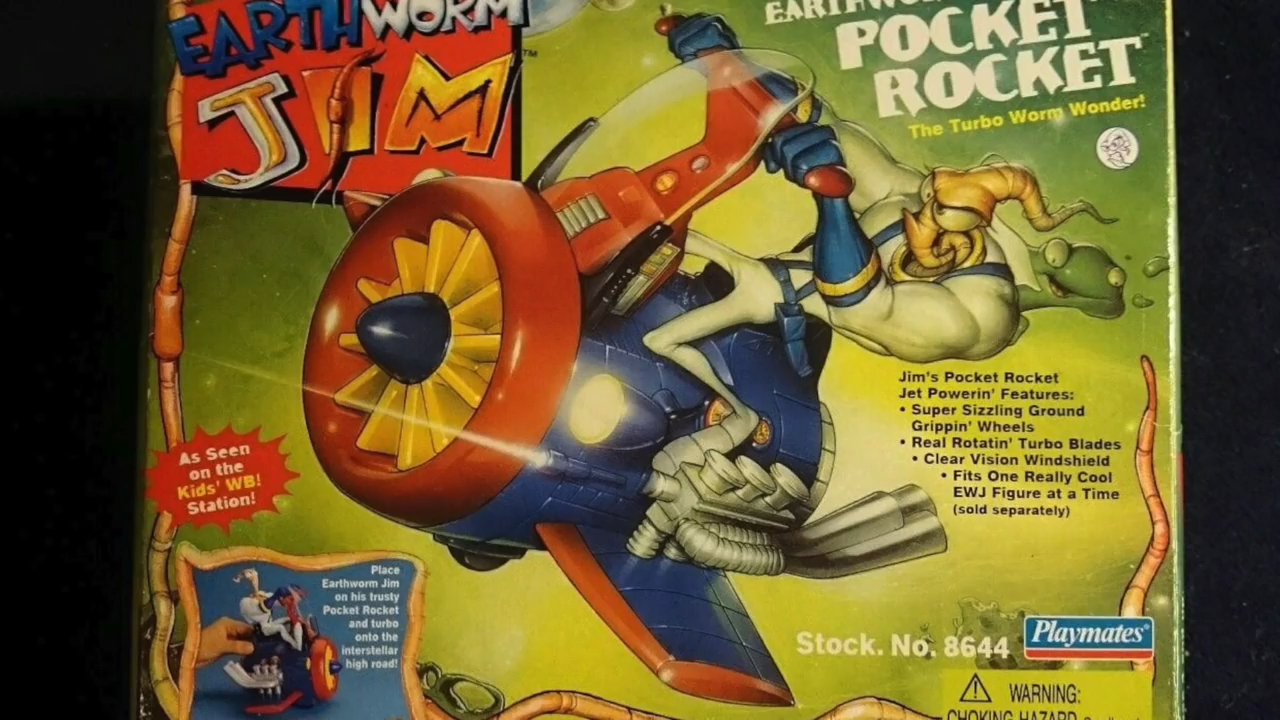 EARTHWORM
JIM™
POCKET
ROCKET™
The Turbo Worm Wonder!
Jim's Pocket Rocket
Jet Powerin' Features:
• Super Sizzling Ground
Grippin' Wheels
• Real Rotatin' Turbo Blades
• Clear Vision Windshield
• Fits One Really Cool
EWJ Figure at a Time
(sold separately)
As Seen
on the
Kids' WB!
Station!
Place
Earthworm Jim
on his trusty
Pocket Rocket
and turbo
onto the
interstellar
high road!
Stock. No. 8644
Playmates®
WARNING:
CHOKING HAZARD